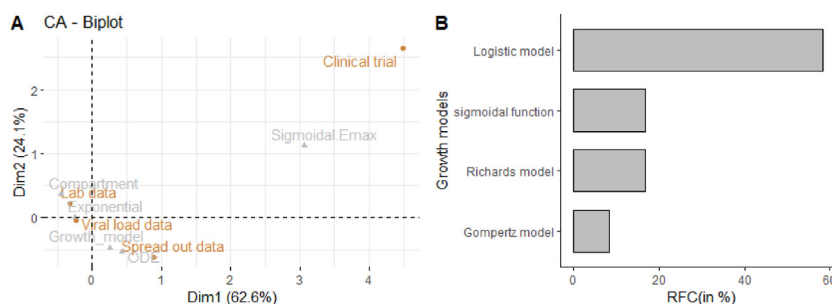 A
CA - Biplot
Clinical trial
Sigmoidal.Emax
Compartment
Lab data
Exponential
Viral load data
Growth_model
Spread out data
ODE
Dim2 (24.1%)
2
1
0
0
1
2
3
4
Dim1 (62.6%)
B
Growth models
Logistic model
sigmoidal function
Richards model
Gompertz model
0
20
40
60
RFC(in %)